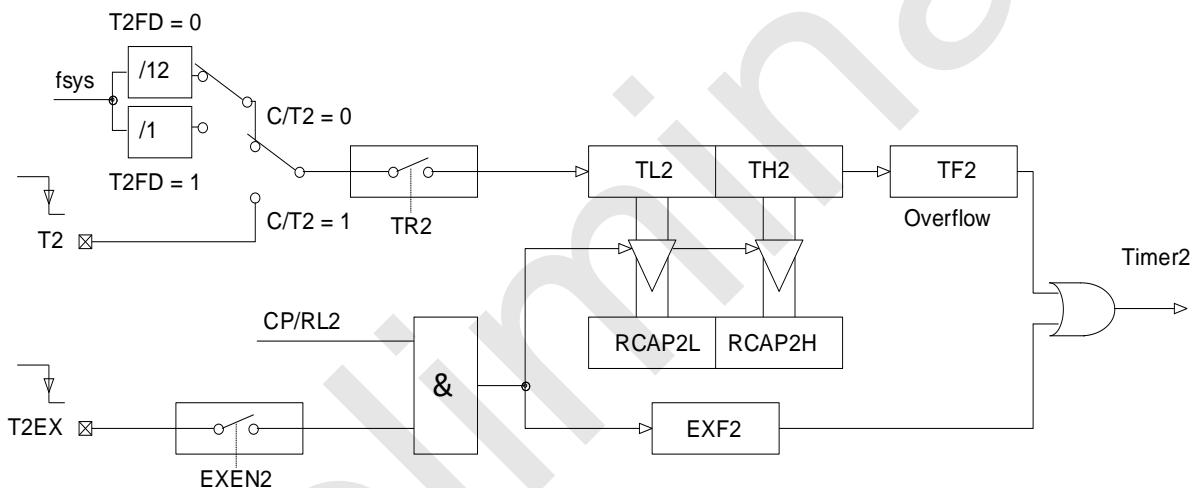 T2FD = 0
/12
fsys
C/T2 = 0
/1
T2FD = 1
TL2
TH2
TF2
Overflow
T2
C/T2 = 1
TR2
Timer2
CP/RL2
RCAP2L
RCAP2H
&
T2EX
EXF2
EXEN2
limina